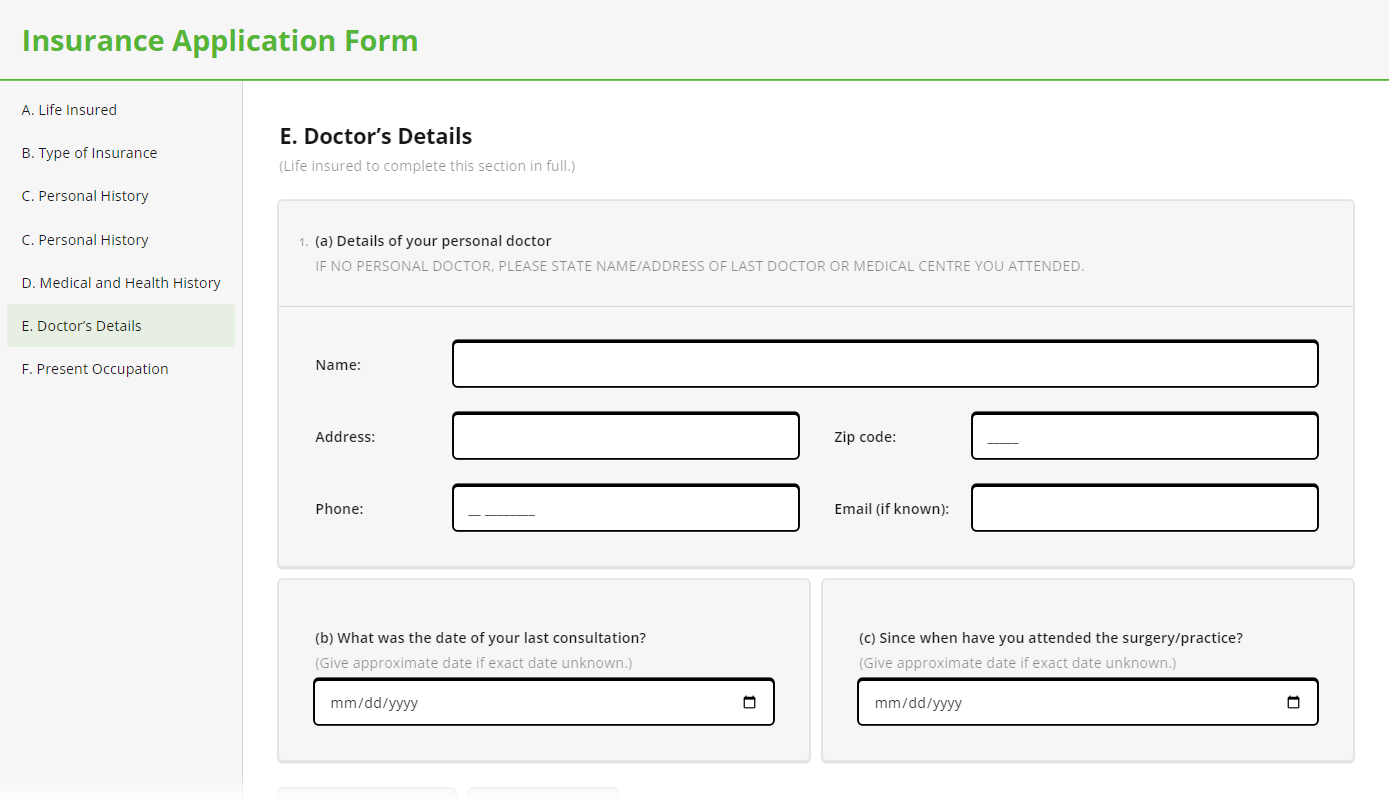 Insurance Application Form
A. Life Insured
B. Type of Insurance
C. Personal History
C. Personal History
D. Medical and Health History
E. Doctor’s Details
F. Present Occupation
E. Doctor’s Details
(Life insured to complete this section in full.)
1. (a) Details of your personal doctor
IF NO PERSONAL DOCTOR, PLEASE STATE NAME/ADDRESS OF LAST DOCTOR OR MEDICAL CENTRE YOU ATTENDED.
Name:
Address:
Zip code: _____
Phone: __ ________
Email (if known):
(b) What was the date of your last consultation?
(Give approximate date if exact date unknown.)
mm/dd/yyyy
(c) Since when have you attended the surgery/practice?
(Give approximate date if exact date unknown.)
mm/dd/yyyy